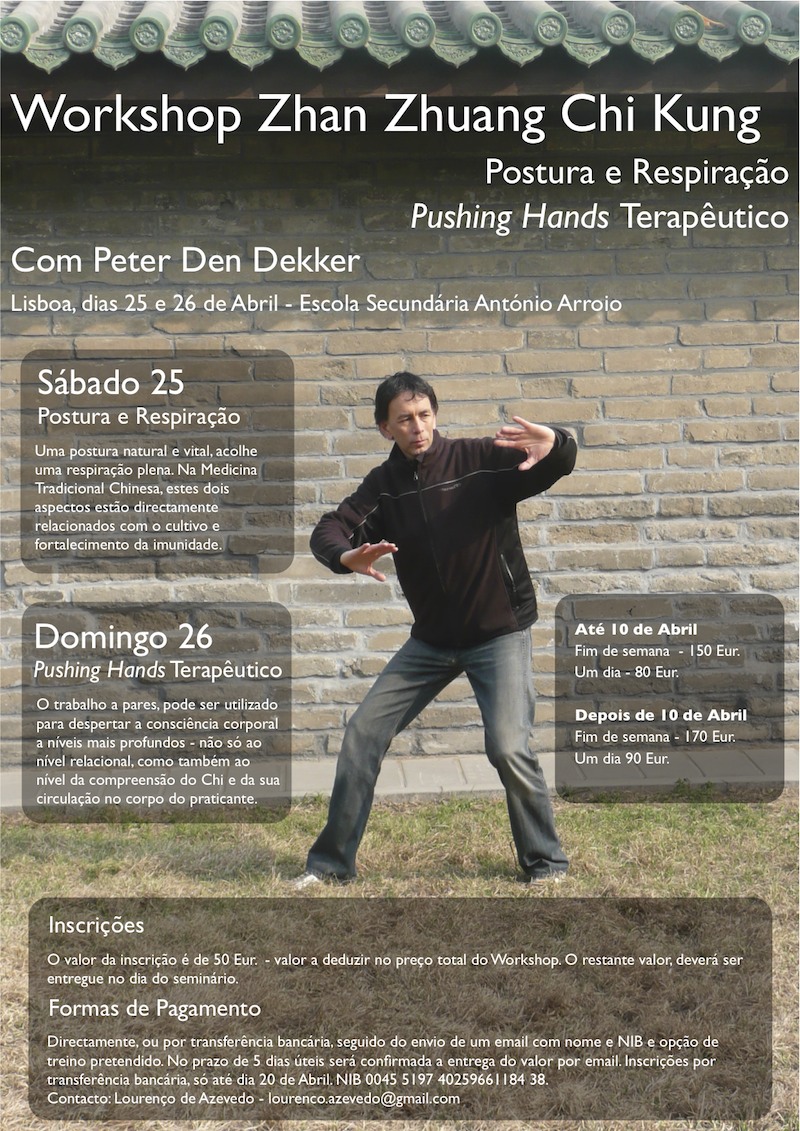 Workshop Zhan Zhuang Chi Kung
Postura e Respiração
Pushing Hands Terapêutico
Com Peter Den Dekker
Lisboa, dias 25 e 26 de Abril - Escola Secundária António Arroio
Sábado 25
Postura e Respiração
Uma postura natural e vital, acolhe
uma respiração plena. Na Medicina
Tradicional Chinesa, estes dois
aspectos estão directamente
relacionados com o cultivo e
fortalecimento da imunidade.
Domingo 26
Pushing Hands Terapêutico
O trabalho a pares, pode ser utilizado
para despertar a consciência corporal
a níveis mais profundos - não só ao
nível relacional, como também ao
nível da compreensão do Chi e da sua
circulação no corpo do praticante.
Até 10 de Abril
Fim de semana - 150 Eur.
Um dia - 80 Eur.
Depois de 10 de Abril
Fim de semana - 170 Eur.
Um dia 90 Eur.
Inscrições
O valor da inscrição é de 50 Eur. - valor a deduzir no preço total do Workshop. O restante valor, deverá ser
entregue no dia do seminário.
Formas de Pagamento
Directamente, ou por transferência bancária, seguido do envio de um email com nome e NIB e opção de
treino pretendido. No prazo de 5 dias úteis será confirmada a entrega do valor por email. Inscrições por
transferência bancária, só até dia 20 de Abril. NIB 0045 5197 40259661184 38.
Contacto: Lourenço de Azevedo - lourenco.azevedo@gmail.com